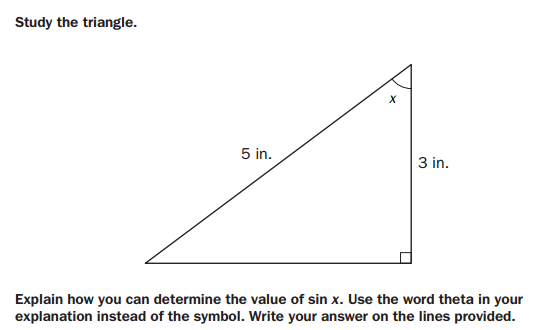 Study the triangle.
x
5 in.
3 in.
Explain how you can determine the value of sin x. Use the word theta in your
explanation instead of the symbol. Write your answer on the lines provided.